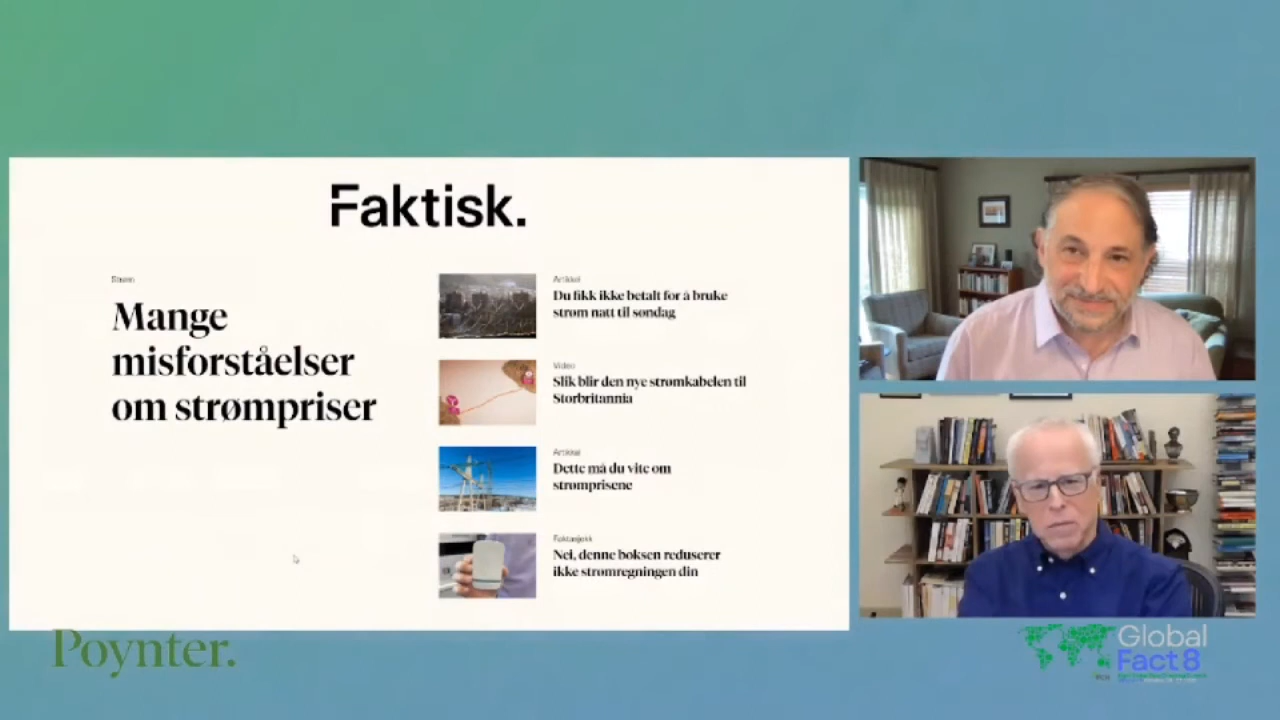 Faktisk.
Mange
misforståelser
om strømpriser
Artikkel
Du fikk ikke betalt for å bruke
strøm natt til søndag
Video
Slik blir den nye strømkabelen til
Storbritannia
Artikkel
Dette må du vite om
strømprisene
Faktasjekk
Nei, denne boksen reduserer
ikke strømregningen din
Poynter.
Global
Fact 8